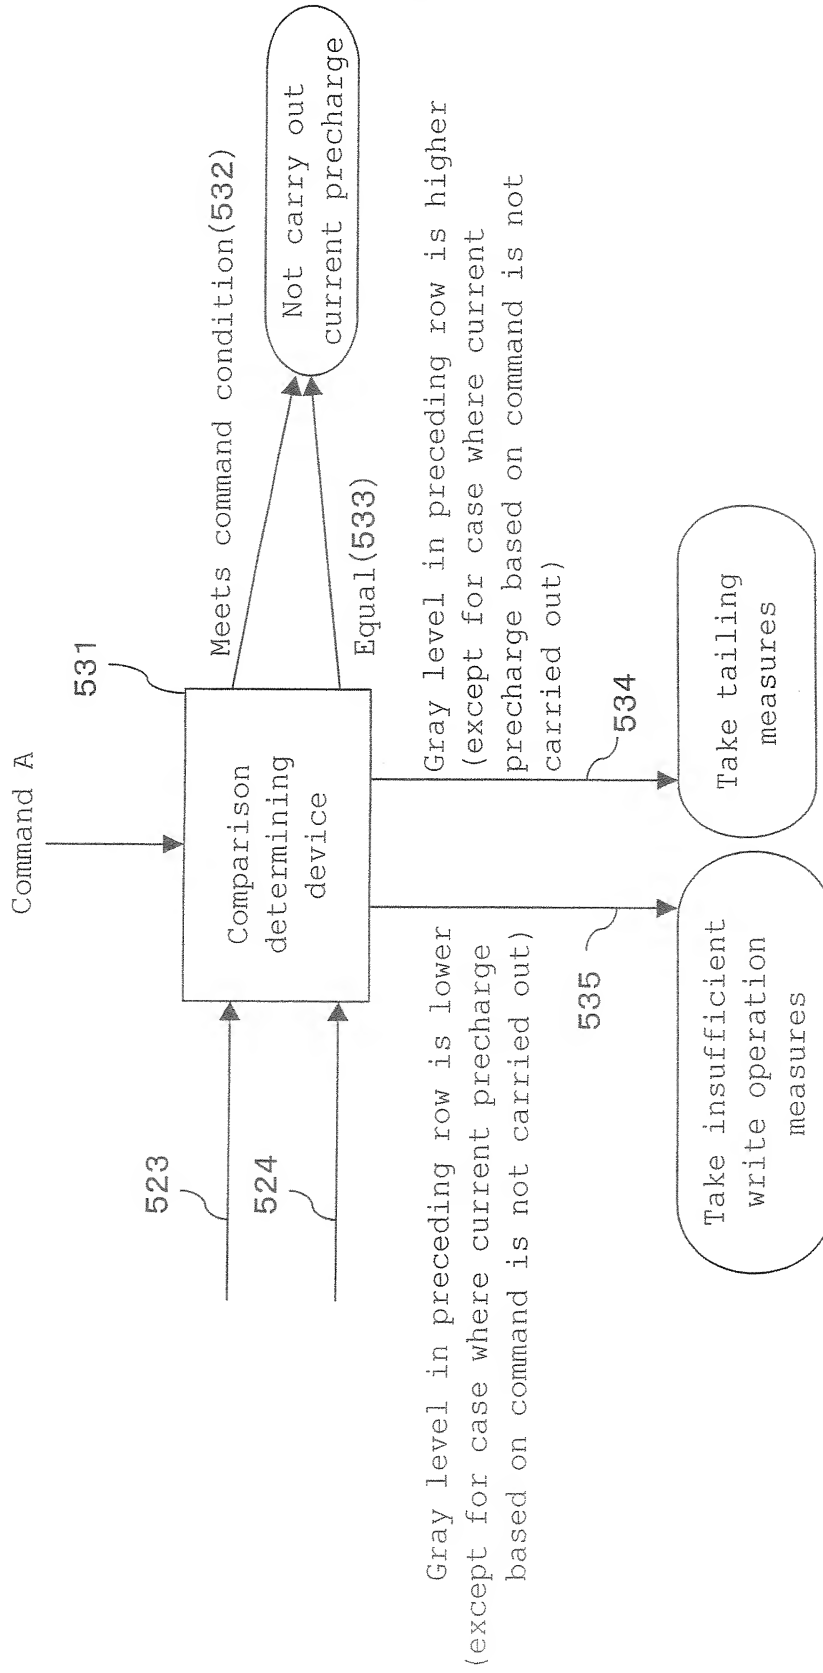 Command A
531
Comparison
determining
device
523
524
Meets command condition(532)
Equal(533)
Not carry out
current precharge
Gray level in preceding row is lower
(except for case where current precharge
based on command is not carried out)
535
Take insufficient
write operation
measures
Gray level in preceding row is higher
(except for case where current
precharge based on command is not
carried out)
534
Take tailing
measures